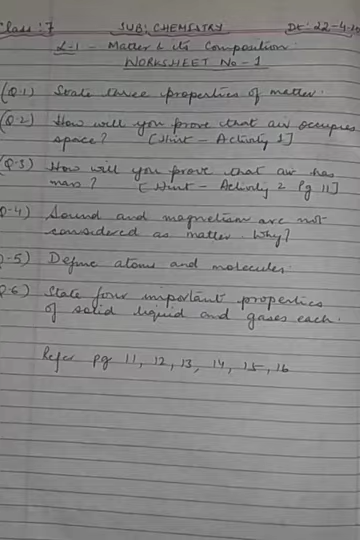 Class : 7 SUB: CHEMISTRY Dt: 22-4-
L-1 - Matter & its Composition.
WORKSHEET No - 1
(Q.1) State three properties of matter.
(Q.2) How will you prove that air occupies
space? [Hint - Activity 1]
(Q.3) How will you prove that air has
mass? [Hint - Activity 2 Pg 11]
Q-4) Sound and magnetism are not
considered as matter. Why?
Q-5) Define atoms and molecules.
Q.6) State four important properties
of solid liquid and gases each.
Refer pg 11, 12, 13, 14, 15, 16